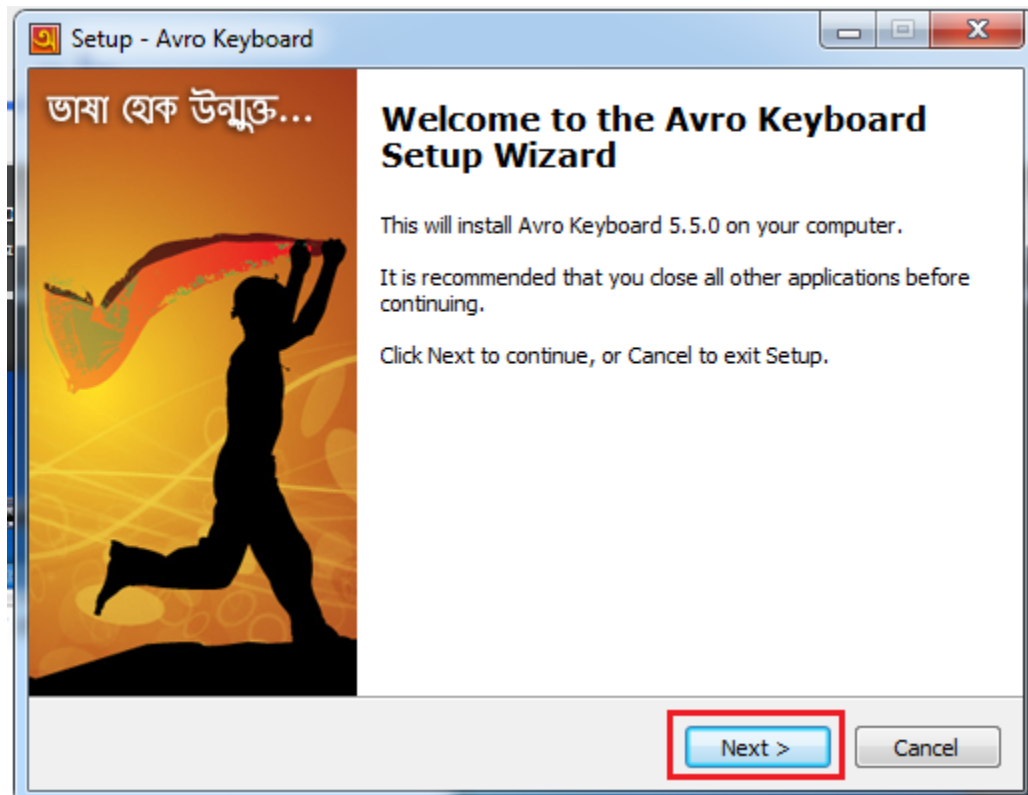 Setup - Avro Keyboard
ভাষা হোক উন্মুক্ত...
Welcome to the Avro Keyboard
Setup Wizard
This will install Avro Keyboard 5.5.0 on your computer.
It is recommended that you close all other applications before
continuing.
Click Next to continue, or Cancel to exit Setup.
Next >
Cancel